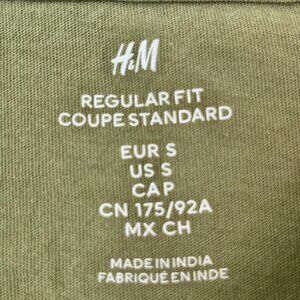 H&M
REGULAR FIT
COUPE STANDARD
EUR S
US S
CA P
CN 175/92A
MX CH
MADE IN INDIA
FABRIQUÉ EN INDE